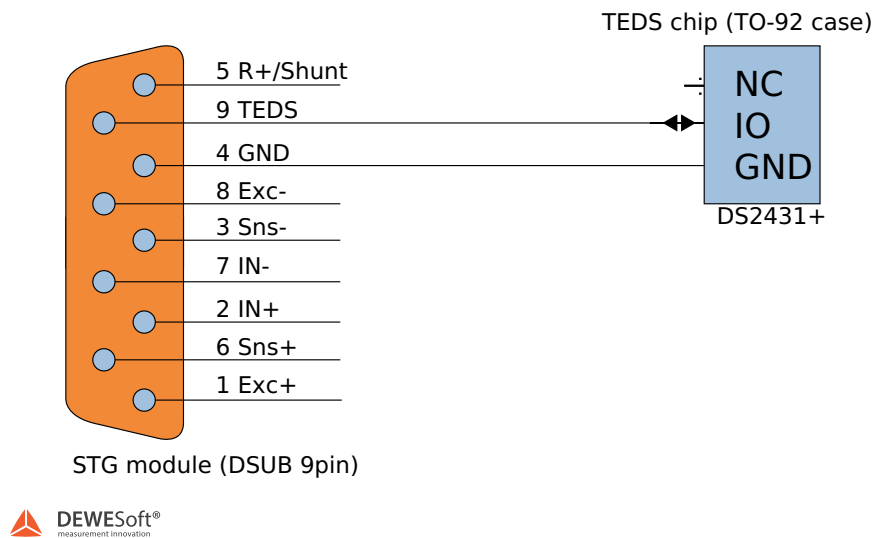 TEDS chip (TO-92 case)
5 R+/Shunt
9 TEDS
4 GND
8 Exc-
3 Sns-
7 IN-
2 IN+
6 Sns+
1 Exc+
NC
IO
GND
DS2431+
STG module (DSUB 9pin)
DEWESoft®
measurement innovation